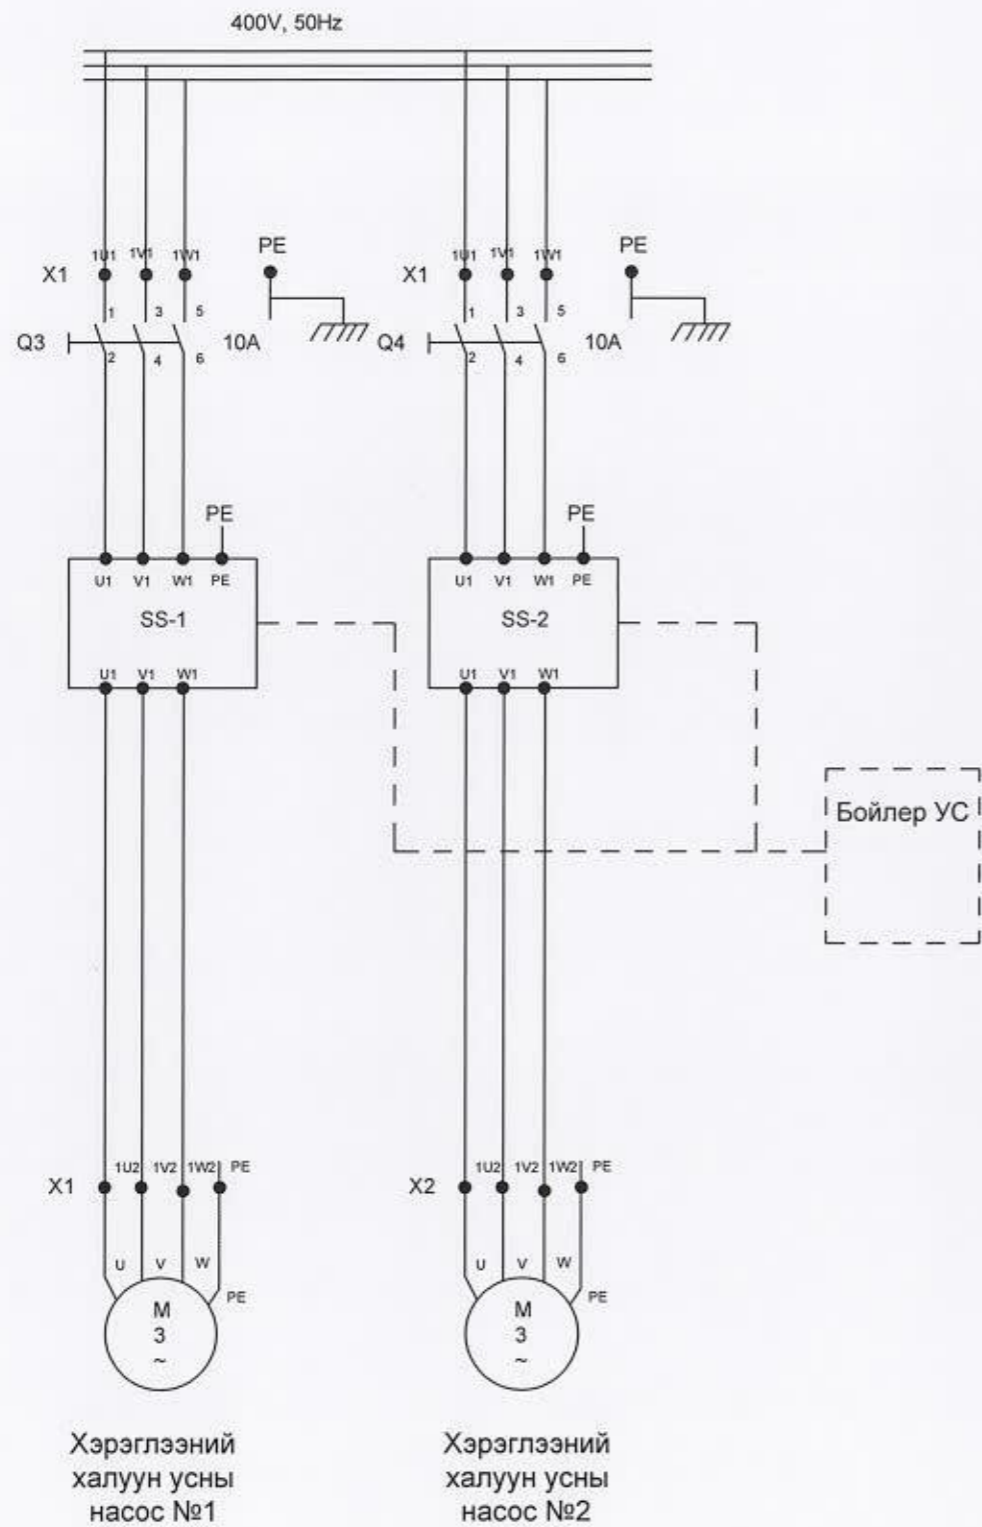 400V, 50Hz
1U1 1V1 1W1 PE
X1
1 3 5
Q3 10A
2 4 6
PE
U1 V1 W1 PE
SS-1
U1 V1 W1
1U2 1V2 1W2 PE
X1
U V W
PE
M
3
~
Хэрэглээний
халуун усны
насос №1
1U1 1V1 1W1 PE
X1
1 3 5
Q4 10A
2 4 6
PE
U1 V1 W1 PE
SS-2
U1 V1 W1
1U2 1V2 1W2 PE
X2
U V W
PE
M
3
~
Хэрэглээний
халуун усны
насос №2
Бойлер УС